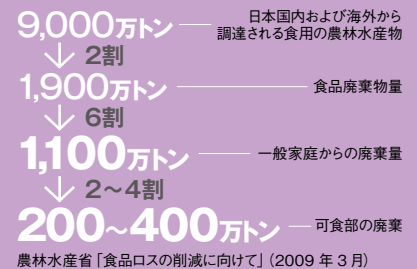 9,000万トン 日本国内および海外から
調達される食用の農林水産物
2割
1,900万トン 食品廃棄物量
6割
1,100万トン 一般家庭からの廃棄量
2〜4割
200〜400万トン 可食部の廃棄
農林水産省「食品ロスの削減に向けて」（2009 年 3月）